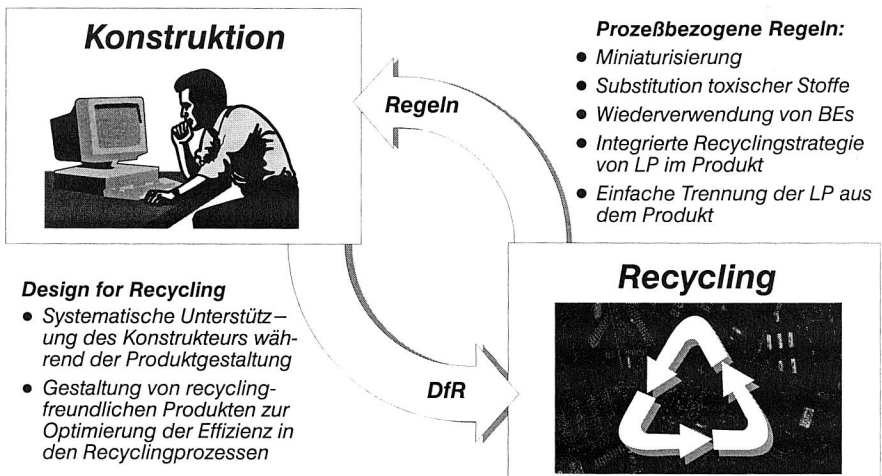 Konstruktion
Regeln
Prozeßbezogene Regeln:
● Miniaturisierung
● Substitution toxischer Stoffe
● Wiederverwendung von BEs
● Integrierte Recyclingstrategie
von LP im Produkt
● Einfache Trennung der LP aus
dem Produkt
Design for Recycling
● Systematische Unterstütz–
ung des Konstrukteurs wäh-
rend der Produktgestaltung
● Gestaltung von recycling-
freundlichen Produkten zur
Optimierung der Effizienz in
den Recyclingprozessen
DfR
Recycling